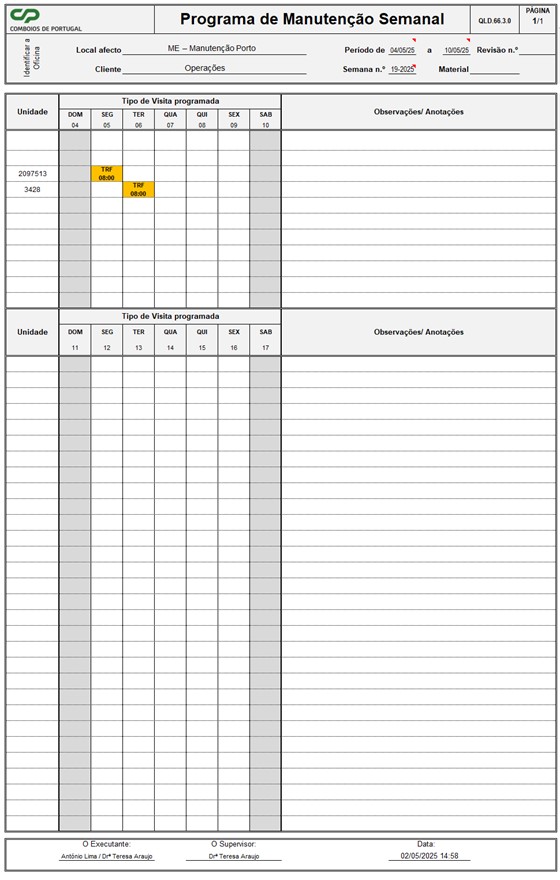 CP
COMBOIOS DE PORTUGAL
Programa de Manutenção Semanal
QLD.66.3.0
PÁGINA
1/1
Identificar a
Oficina
Local afecto ME – Manutenção Porto
Periodo de 04/05/25 a 10/05/25 Revisão n.º
Cliente Operações
Semana n.º 19-2025 Material
Unidade
Tipo de Visita programada
Observações/ Anotações
DOM SEG TER QUA QUI SEX SAB
04 05 06 07 08 09 10
2097513 TRF
08:00
3428 TRF
08:00
Unidade
Tipo de Visita programada
Observações/ Anotações
DOM SEG TER QUA QUI SEX SAB
11 12 13 14 15 16 17
O Executante: O Supervisor: Data:
António Lima / Drª Teresa Araujo Drª Teresa Araujo 02/05/2025 14:58